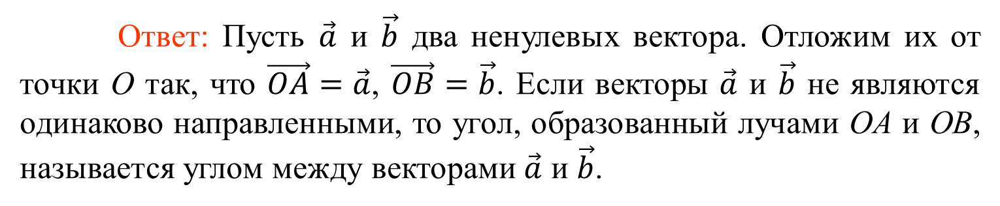 Ответ: Пусть $\vec{a}$ и $\vec{b}$ два ненулевых вектора. Отложим их от
точки O так, что $\overrightarrow{OA} = \vec{a}$, $\overrightarrow{OB} = \vec{b}$. Если векторы $\vec{a}$ и $\vec{b}$ не являются
одинаково направленными, то угол, образованный лучами OA и OB,
называется углом между векторами $\vec{a}$ и $\vec{b}$.